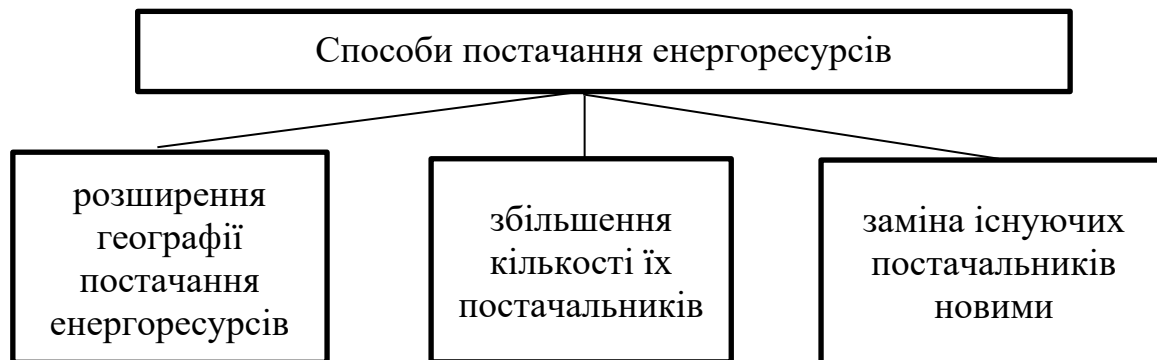 Способи постачання енергоресурсів
розширення
географії
постачання
енергоресурсів
збільшення
кількості їх
постачальників
заміна існуючих
постачальників
новими